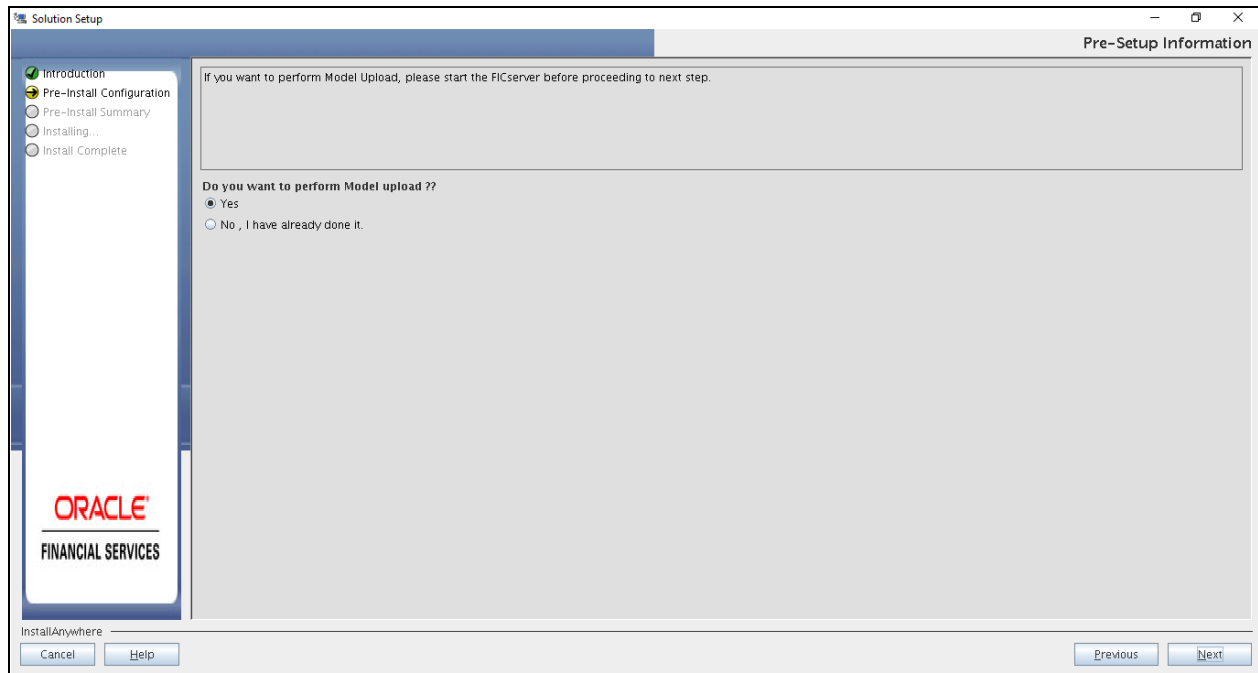 Solution Setup
Pre-Setup Information
Introduction
Pre-Install Configuration
Pre-Install Summary
Installing...
Install Complete
If you want to perform Model Upload, please start the FICserver before proceeding to next step.
Do you want to perform Model upload ??
Yes
No , I have already done it.
ORACLE'
FINANCIAL SERVICES
InstallAnywhere
Cancel Help Previous Next